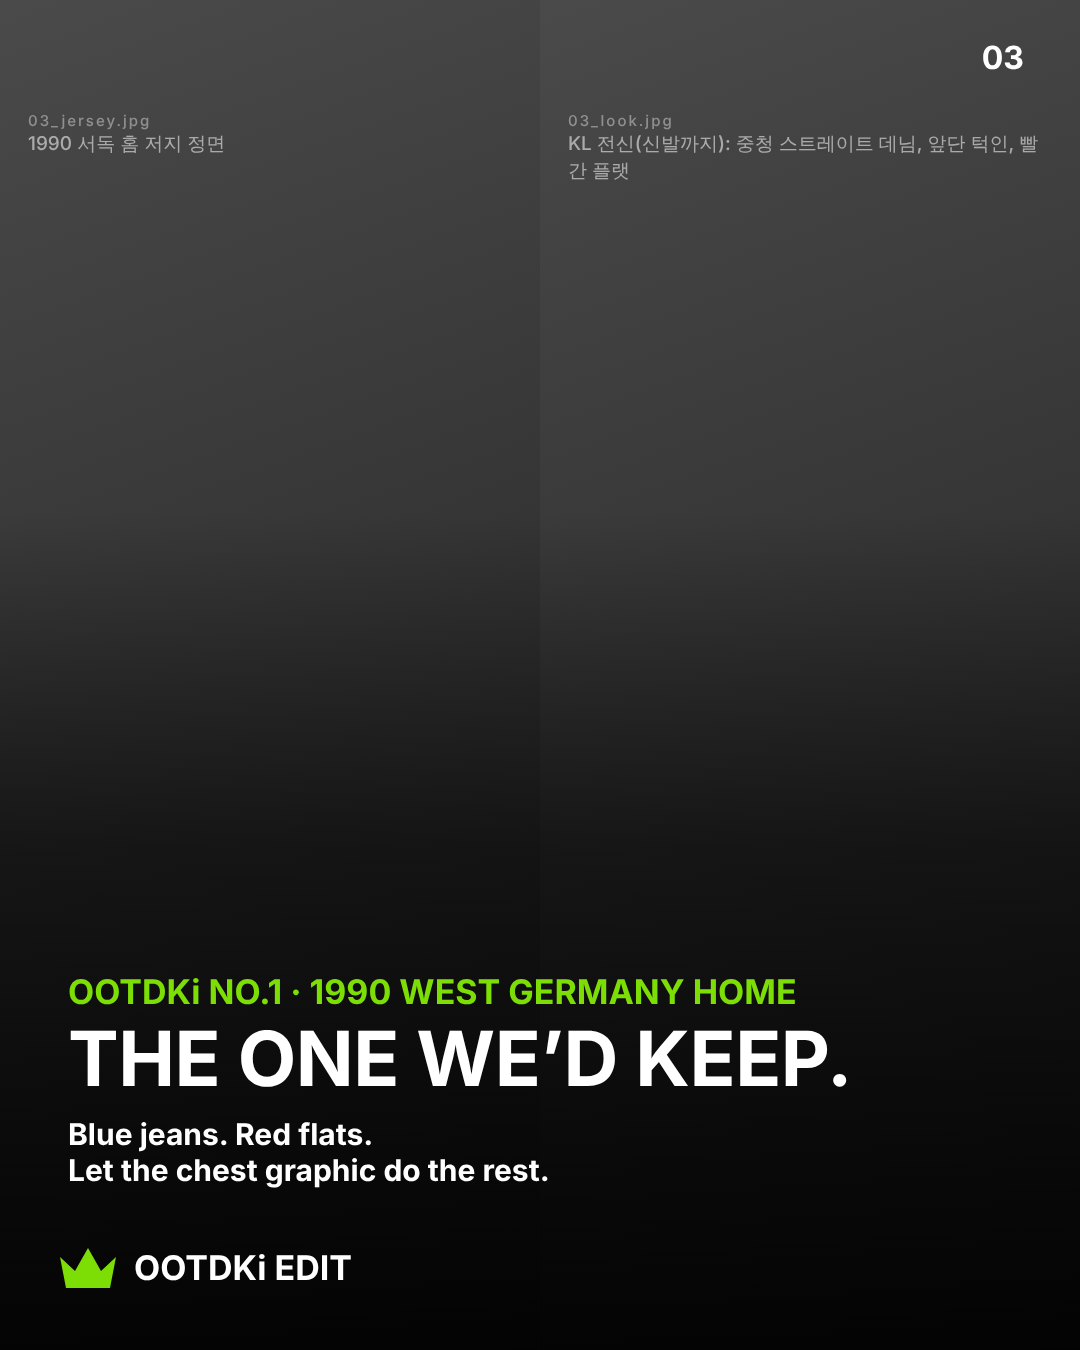 03
03_jersey.jpg
1990 서독 홈 저지 정면
03_look.jpg
KL 전신(신발까지): 중청 스트레이트 데님, 앞단 턱인, 빨
간 플랫
OOTDKi NO.1 · 1990 WEST GERMANY HOME
THE ONE WE’D KEEP.
Blue jeans. Red flats.
Let the chest graphic do the rest.
OOTDKi EDIT